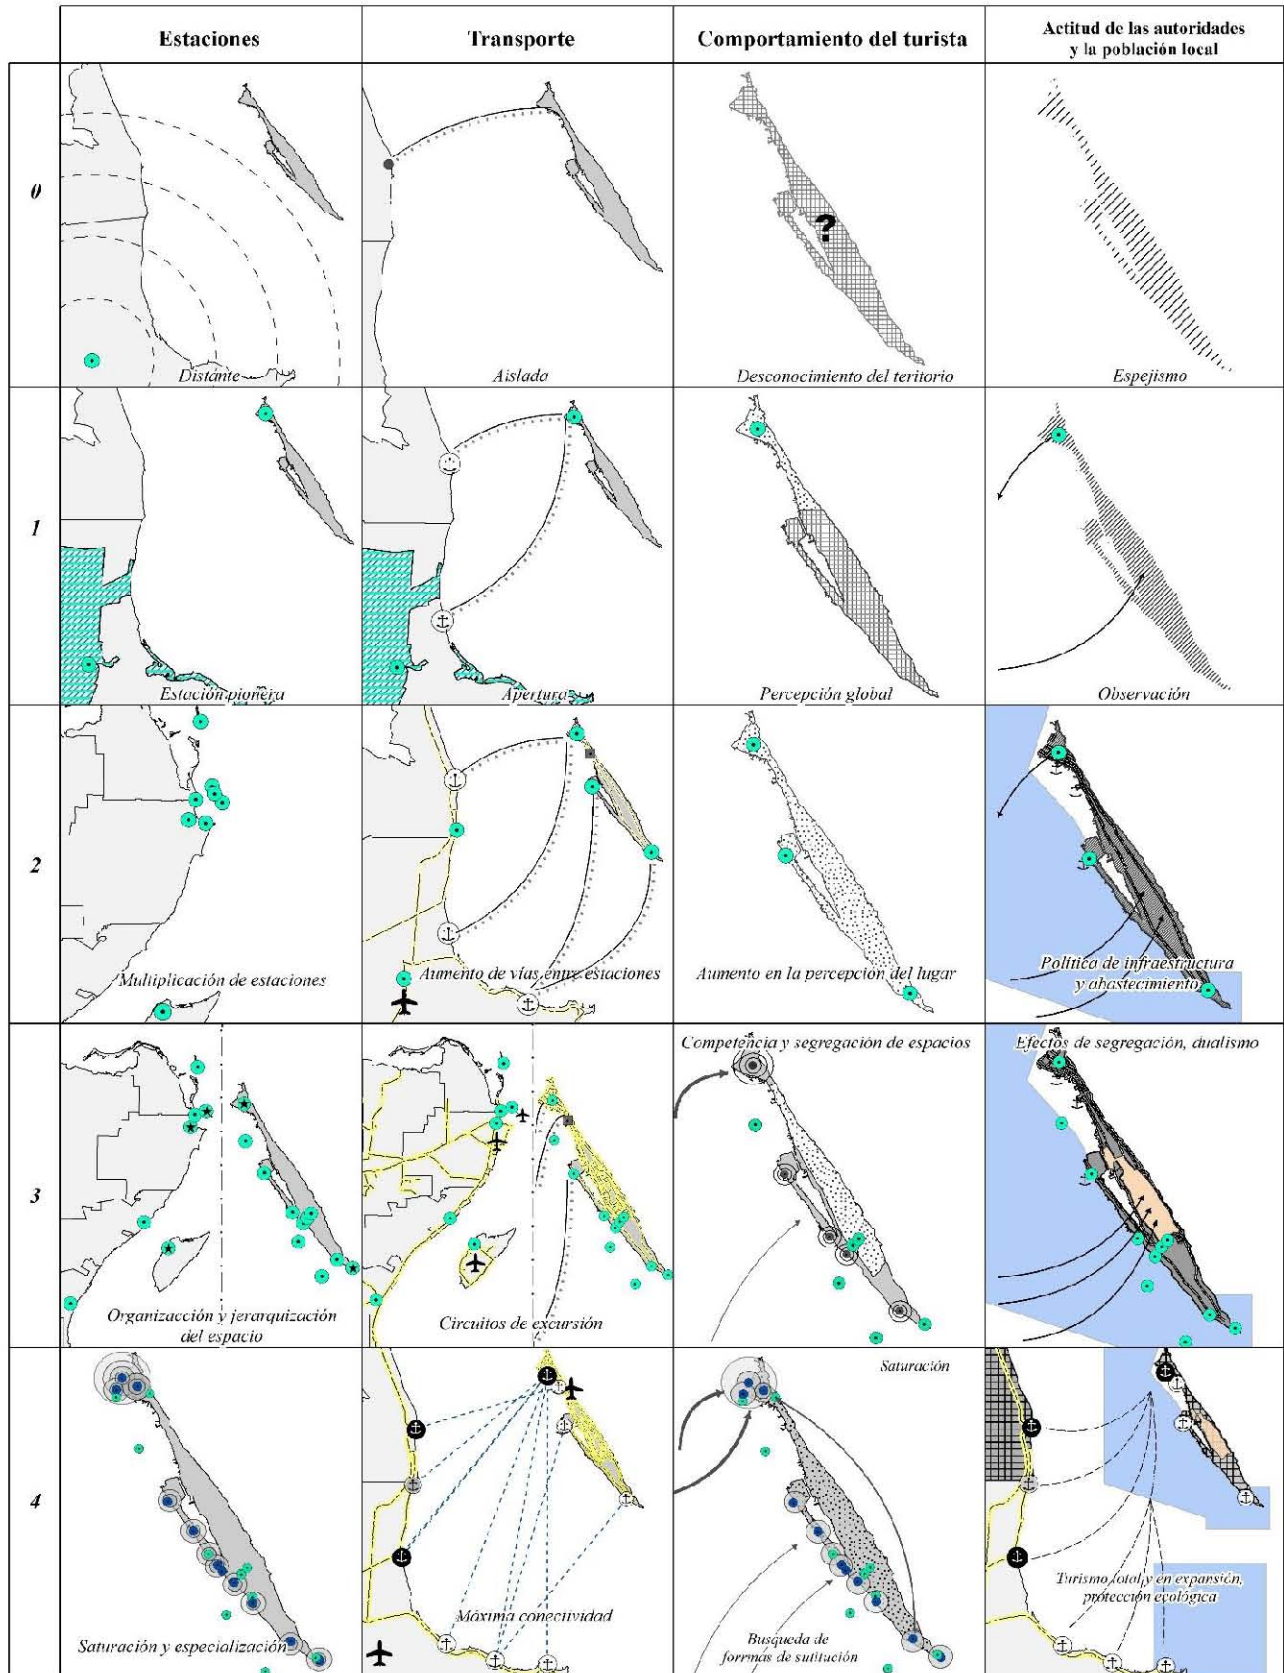 Estaciones
Transporte
Comportamiento del turista
Actitud de las autoridades
y la población local
0
Distante
Aislada
?
Desconocimiento del teritorio
Espejismo
1
Estación pionera
Apertura
Percepción global
Observación
2
Multiplicación de estaciones
Aumento de vías entre estaciones
Aumento en la percepción del lugar
Política de infraestructura
y abastecimiento
3
Organizacción y jerarquización
del espacio
Circuitos de excursión
Competencia y segregación de espacios
Efectos de segregación, dualismo
4
Saturación y especialización
Máxima conectividad
Saturación
Busqueda de
formas de sutitución
Turismo total y en expansión,
protección ecológica